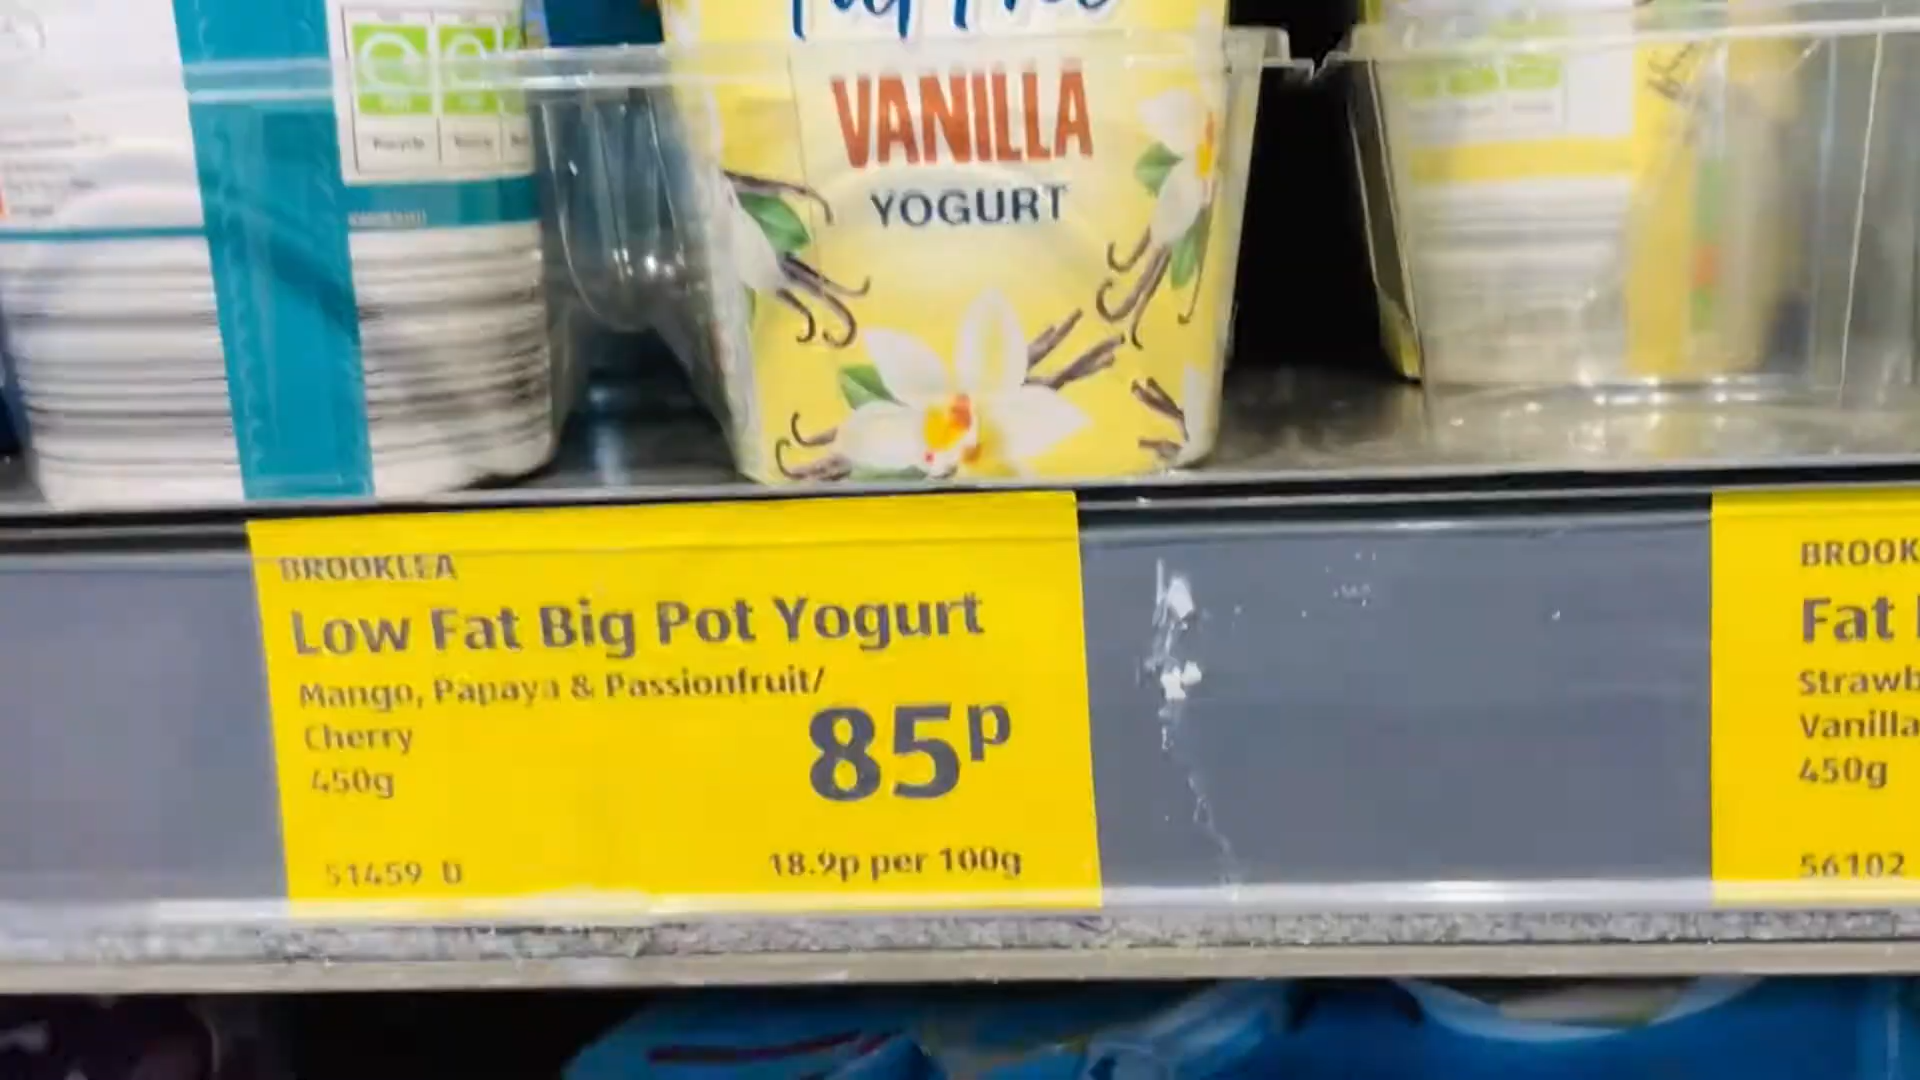 VANILLA
YOGURT
Recycle
BROOKLEA
Low Fat Big Pot Yogurt
Mango, Papaya & Passionfruit/
Cherry
450g
85p
51459 D
18.9p per 100g
BROOK
Fat
Strawb
Vanilla
450g
56102